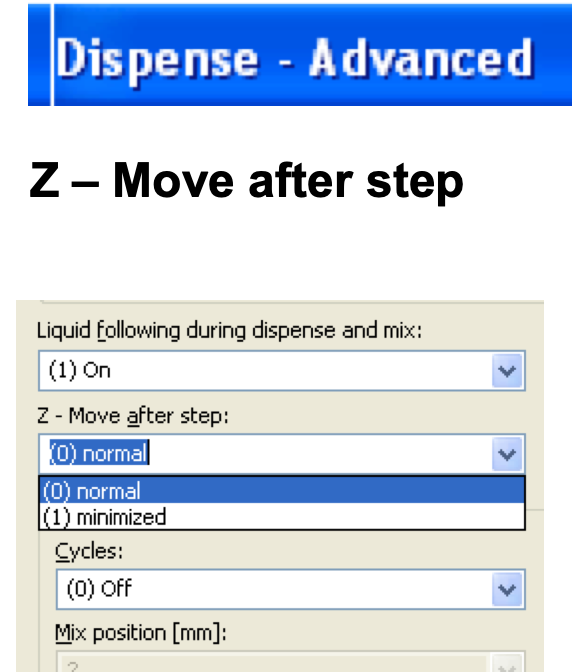 Dispense - Advanced
Z – Move after step
Liquid following during dispense and mix:
(1) On
Z - Move after step:
(0) normal
(0) normal
(1) minimized
Cycles:
(0) Off
Mix position [mm]:
2